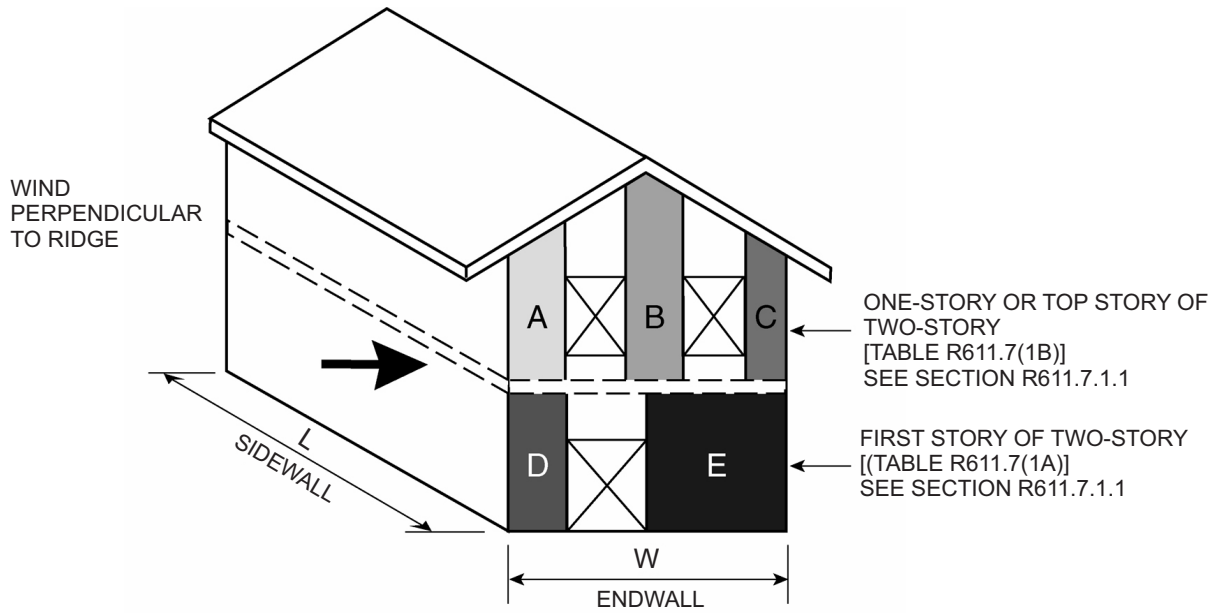 WIND
PERPENDICULAR
TO RIDGE
A
B
C
ONE-STORY OR TOP STORY OF
TWO-STORY
[TABLE R611.7(1B)]
SEE SECTION R611.7.1.1
D
E
FIRST STORY OF TWO-STORY
[(TABLE R611.7(1A)]
SEE SECTION R611.7.1.1
L
SIDEWALL
W
ENDWALL